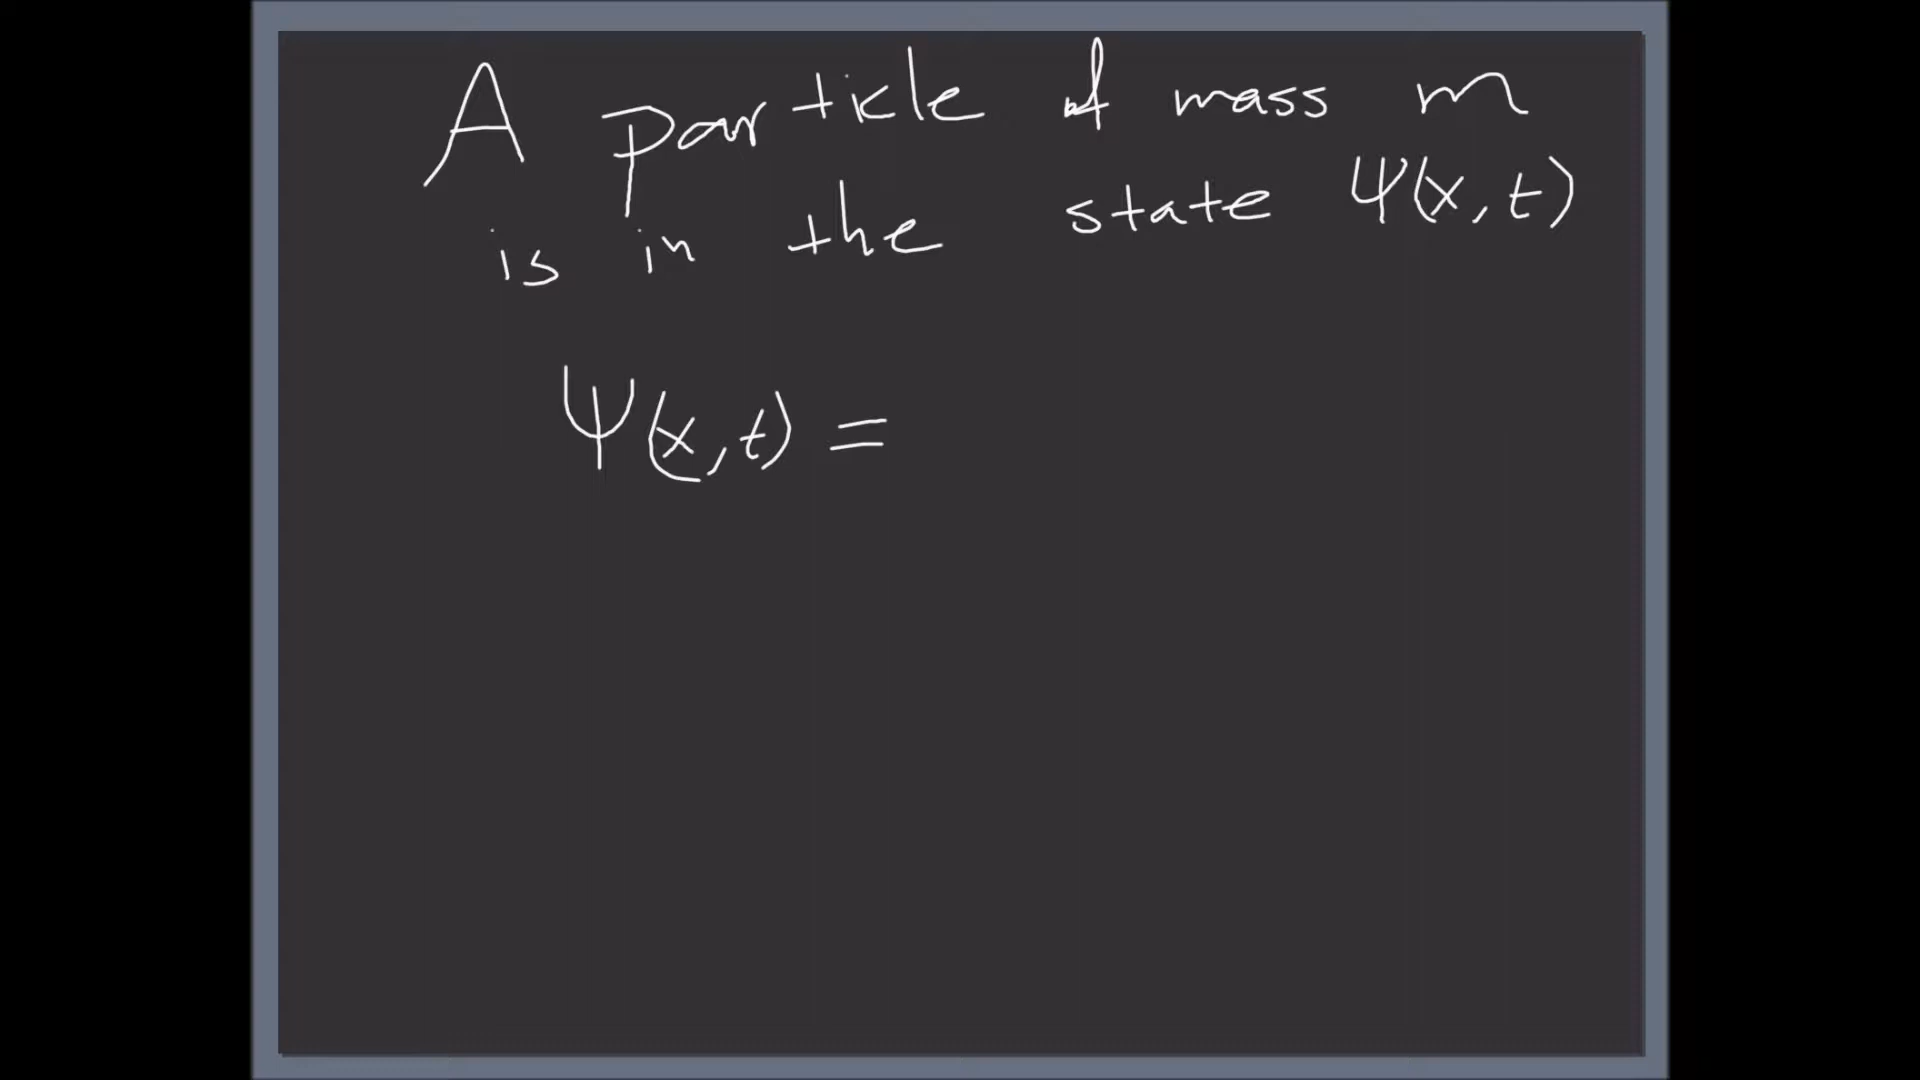 A particle of mass m
is in the state Ψ(x,t)
Ψ(x,t) =